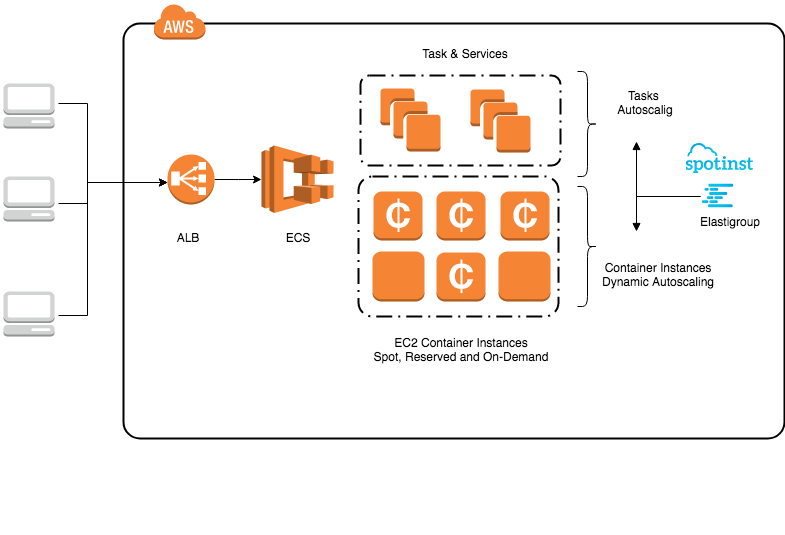 AWS
Task & Services
Tasks
Autoscalig
spotinst
Elastigroup
ALB
ECS
₵
₵
₵
₵
Container Instances
Dynamic Autoscaling
EC2 Container Instances
Spot, Reserved and On-Demand